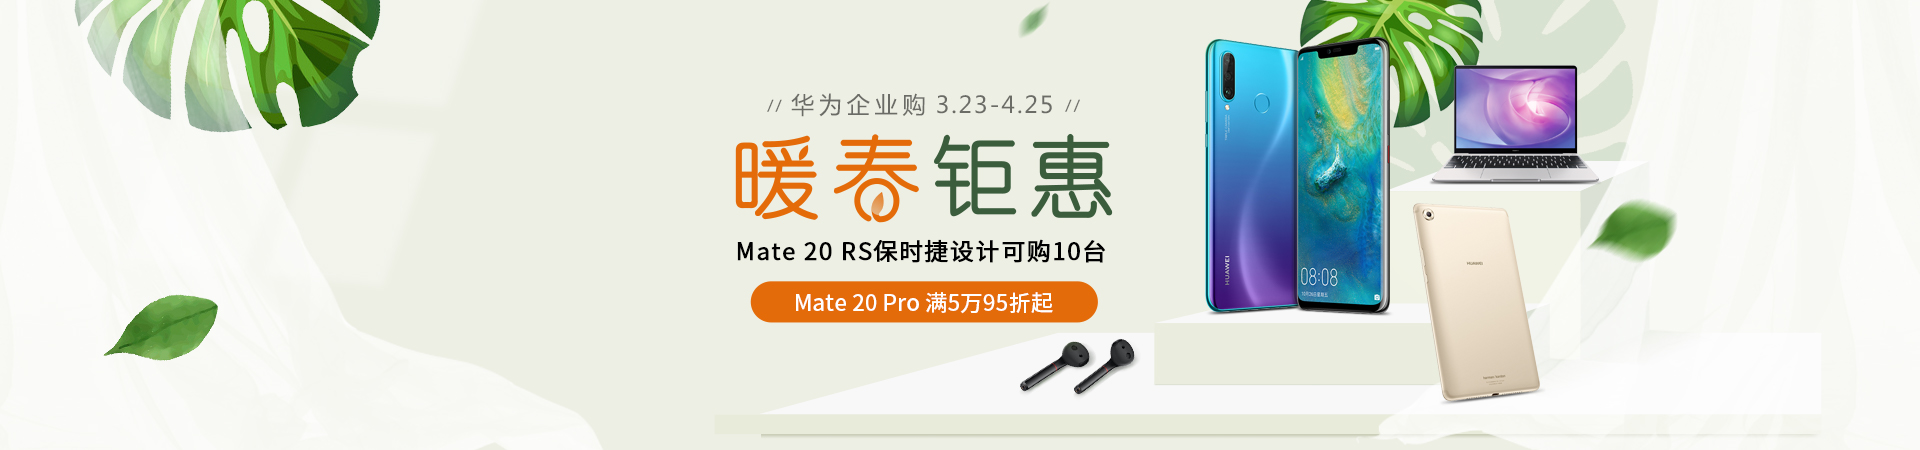 // 华为企业购 3.23-4.25 //
暖春钜惠
Mate 20 RS保时捷设计可购10台
Mate 20 Pro 满5万95折起
HUAWEI
08:08
HUAWEI